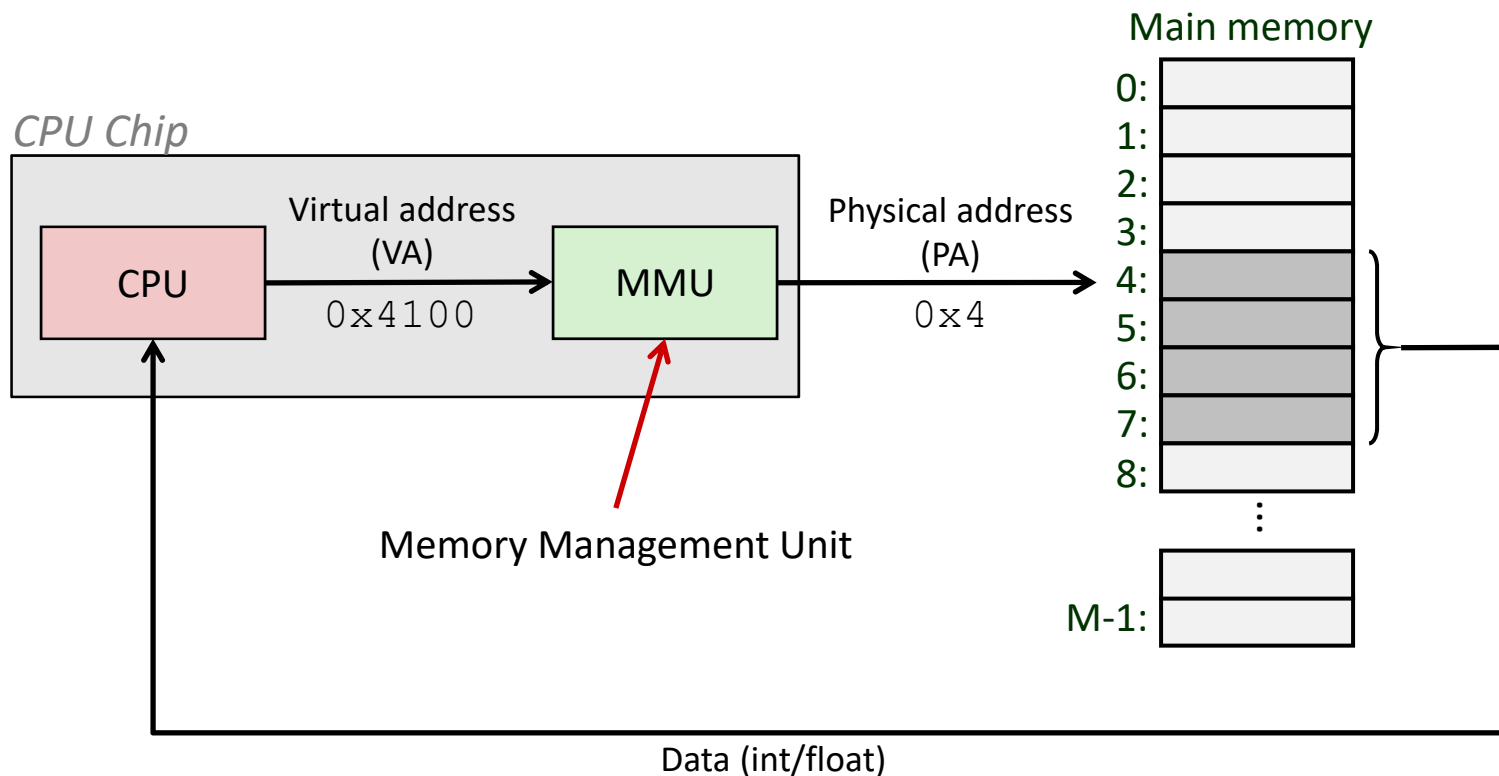 Main memory
0:
1:
2:
3:
4:
5:
6:
7:
8:
...
M-1:
CPU Chip
Virtual address
(VA)
CPU
0x4100
MMU
Physical address
(PA)
0x4
Memory Management Unit
Data (int/float)